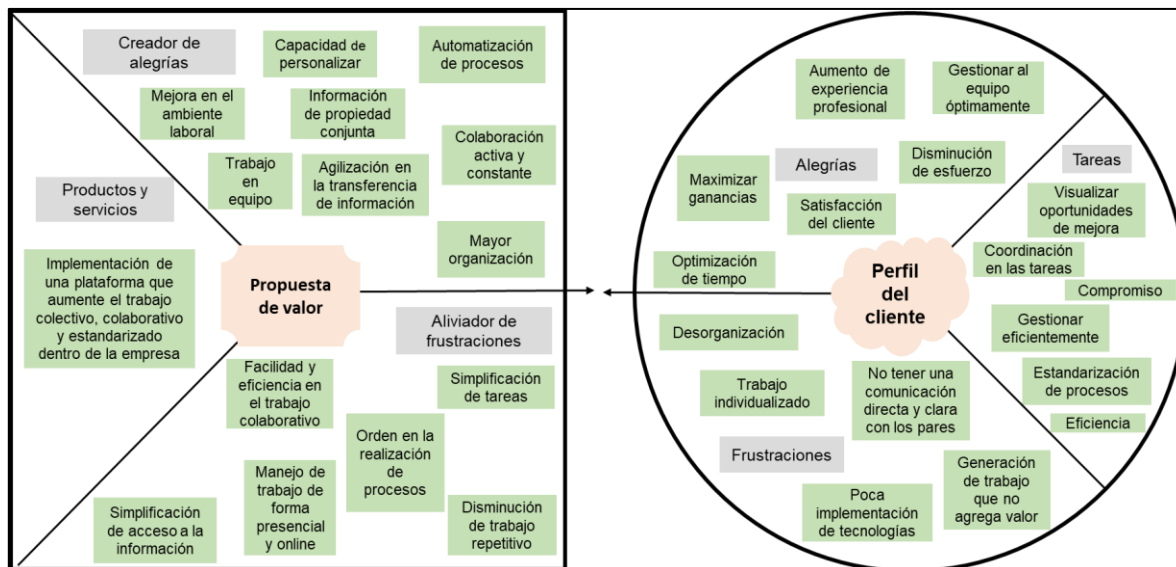 Creador de
alegrías
Capacidad de
personalizar
Automatización
de procesos
Mejora en el
ambiente
laboral
Información
de propiedad
conjunta
Colaboración
activa y
constante
Trabajo
en
equipo
Agilización en
la transferencia
de información
Productos y
servicios
Mayor
organización
Implementación de
una plataforma que
aumente el trabajo
colectivo, colaborativo
y estandarizado
dentro de la empresa
Propuesta
de valor
Aliviador de
frustraciones
Facilidad y
eficiencia en
el trabajo
colaborativo
Simplificación
de tareas
Orden en la
realización
de
procesos
Manejo de
trabajo de
forma
presencial
y online
Simplificación
de acceso a la
información
Disminución
de trabajo
repetitivo
Aumento de
experiencia
profesional
Gestionar al
equipo
óptimamente
Maximizar
ganancias
Alegrías
Disminución
de esfuerzo
Satisfacción
del cliente
Optimización
de tiempo
Tareas
Visualizar
oportunidades
de mejora
Coordinación
en las tareas
Compromiso
Gestionar
eficientemente
Estandarización
de procesos
Eficiencia
Perfil
del
cliente
Desorganización
Trabajo
individualizado
No tener una
comunicación
directa y clara
con los pares
Frustraciones
Poca
implementación
de tecnologías
Generación
de trabajo
que no
agrega valor